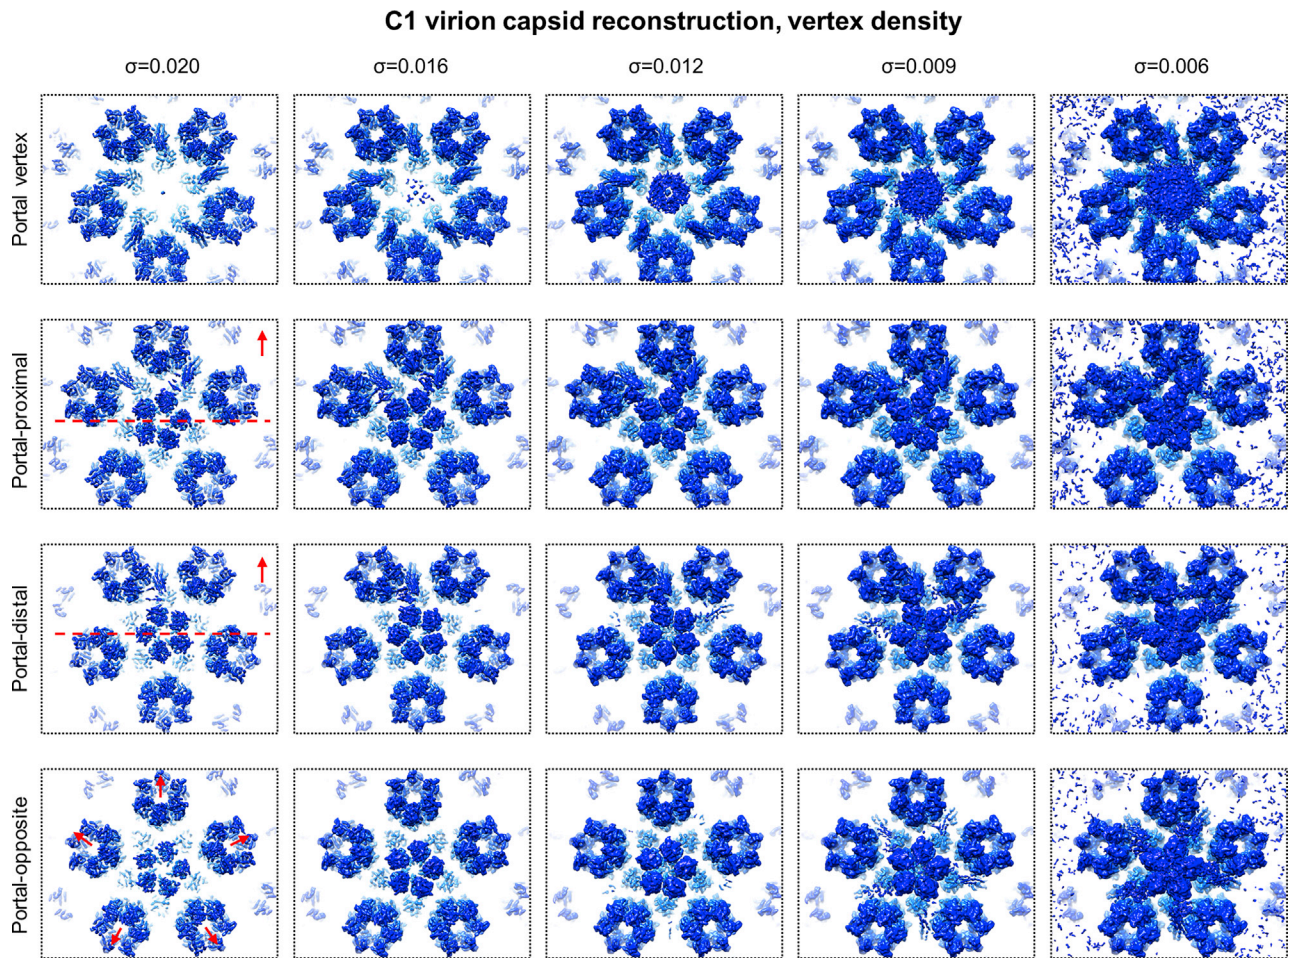 C1 virion capsid reconstruction, vertex density
σ=0.020 σ=0.016 σ=0.012 σ=0.009 σ=0.006
Portal vertex
Portal-proximal
Portal-distal
Portal-opposite